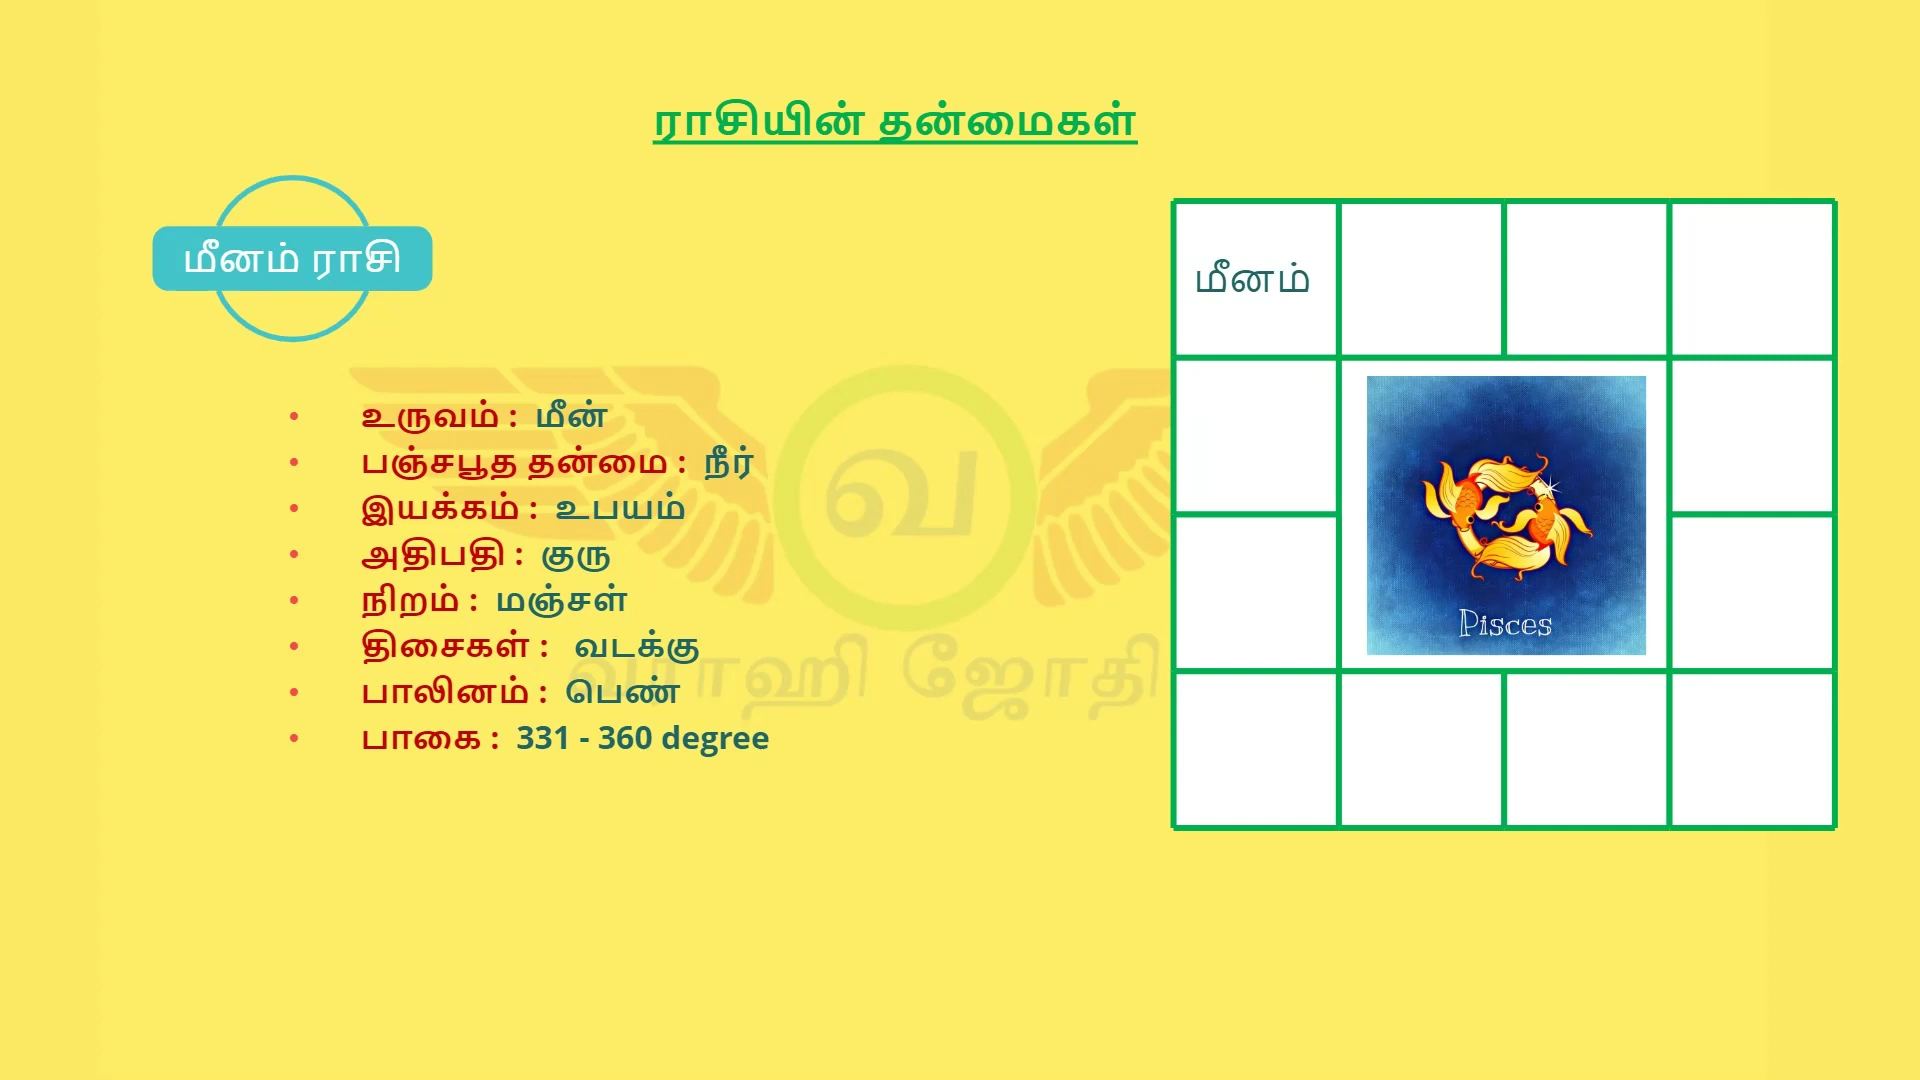 ராசியின் தன்மைகள்
மீனம் ராசி
மீனம்
உருவம் : மீன்
பஞ்சபூத தன்மை : நீர்
இயக்கம் : உபயம்
அதிபதி : குரு
நிறம் : மஞ்சள்
திசைகள் : வடக்கு
பாலினம் : பெண்
பாகை : 331 - 360 degree
Pisces
வ
வராஹி ஜோதி